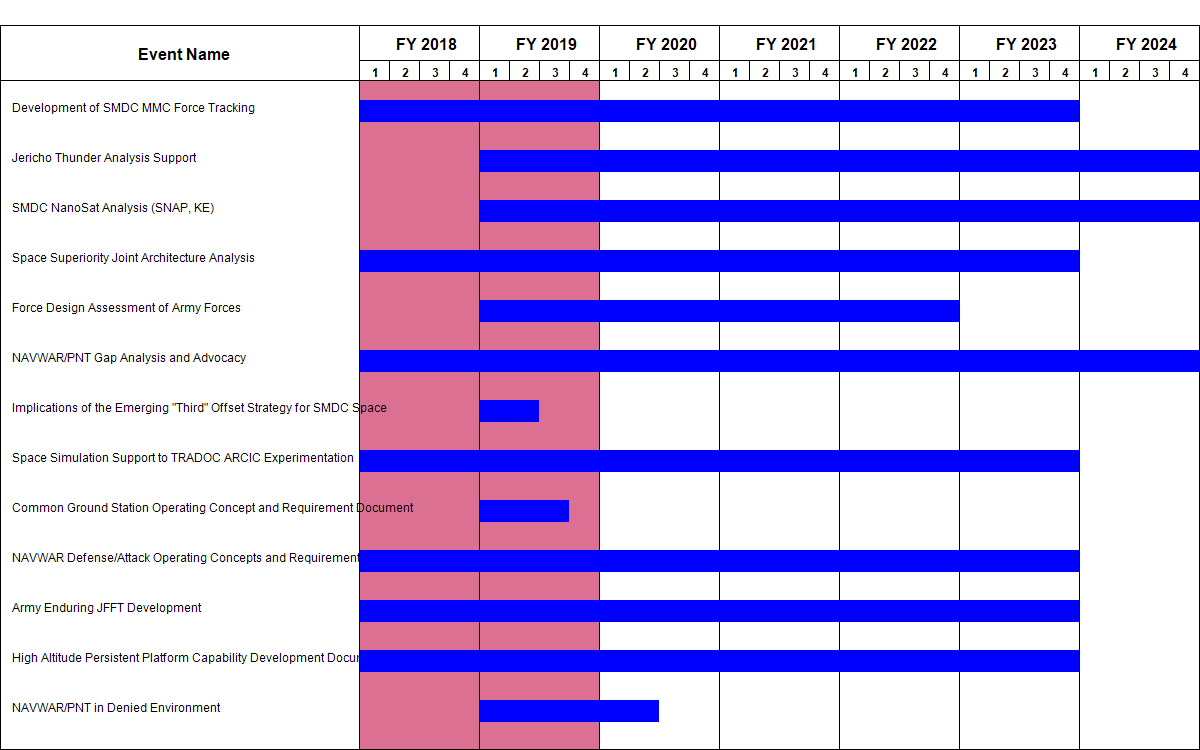 Event Name
FY 2018 FY 2019 FY 2020 FY 2021 FY 2022 FY 2023 FY 2024
1 2 3 4 1 2 3 4 1 2 3 4 1 2 3 4 1 2 3 4 1 2 3 4 1 2 3 4
Development of SMDC MMC Force Tracking
Jericho Thunder Analysis Support
SMDC NanoSat Analysis (SNAP, KE)
Space Superiority Joint Architecture Analysis
Force Design Assessment of Army Forces
NAVWAR/PNT Gap Analysis and Advocacy
Implications of the Emerging "Third" Offset Strategy for SMDC Space
Space Simulation Support to TRADOC ARCIC Experimentation
Common Ground Station Operating Concept and Requirement Document
NAVWAR Defense/Attack Operating Concepts and Requirement
Army Enduring JFFT Development
High Altitude Persistent Platform Capability Development Docu
NAVWAR/PNT in Denied Environment